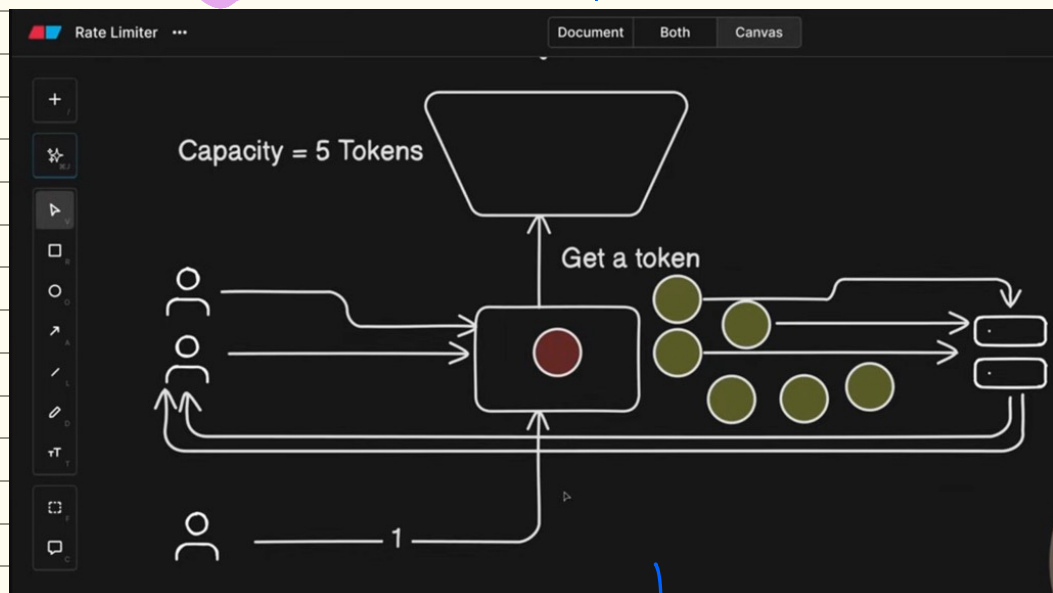 Rate Limiter ...
Document Both Canvas
Capacity = 5 Tokens
Get a token
1